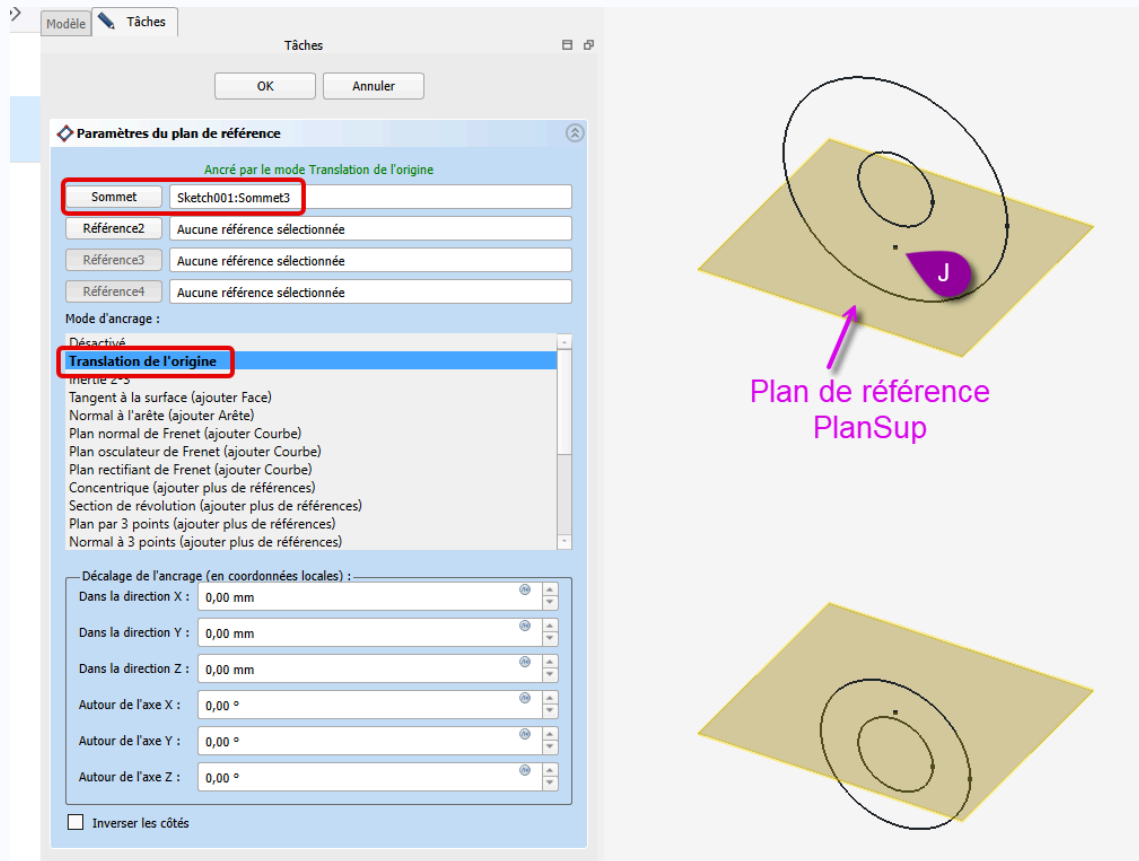 Modèle
Tâches
Tâches
OK
Annuler
Paramètres du plan de référence
Ancré par le mode Translation de l'origine
Sommet
Sketch001:Sommet3
Référence2
Aucune référence sélectionnée
Référence3
Aucune référence sélectionnée
Référence4
Aucune référence sélectionnée
Mode d'ancrage :
Désactivé
Translation de l'origine
Inertie 2-3
Tangent à la surface (ajouter Face)
Normal à l'arête (ajouter Arête)
Plan normal de Frenet (ajouter Courbe)
Plan osculateur de Frenet (ajouter Courbe)
Plan rectifiant de Frenet (ajouter Courbe)
Concentrique (ajouter plus de références)
Section de révolution (ajouter plus de références)
Plan par 3 points (ajouter plus de références)
Normal à 3 points (ajouter plus de références)
Décalage de l'ancrage (en coordonnées locales) :
Dans la direction X :
0,00 mm
Dans la direction Y :
0,00 mm
Dans la direction Z :
0,00 mm
Autour de l'axe X :
0,00 °
Autour de l'axe Y :
0,00 °
Autour de l'axe Z :
0,00 °
Inverser les côtés
J
Plan de référence
PlanSup